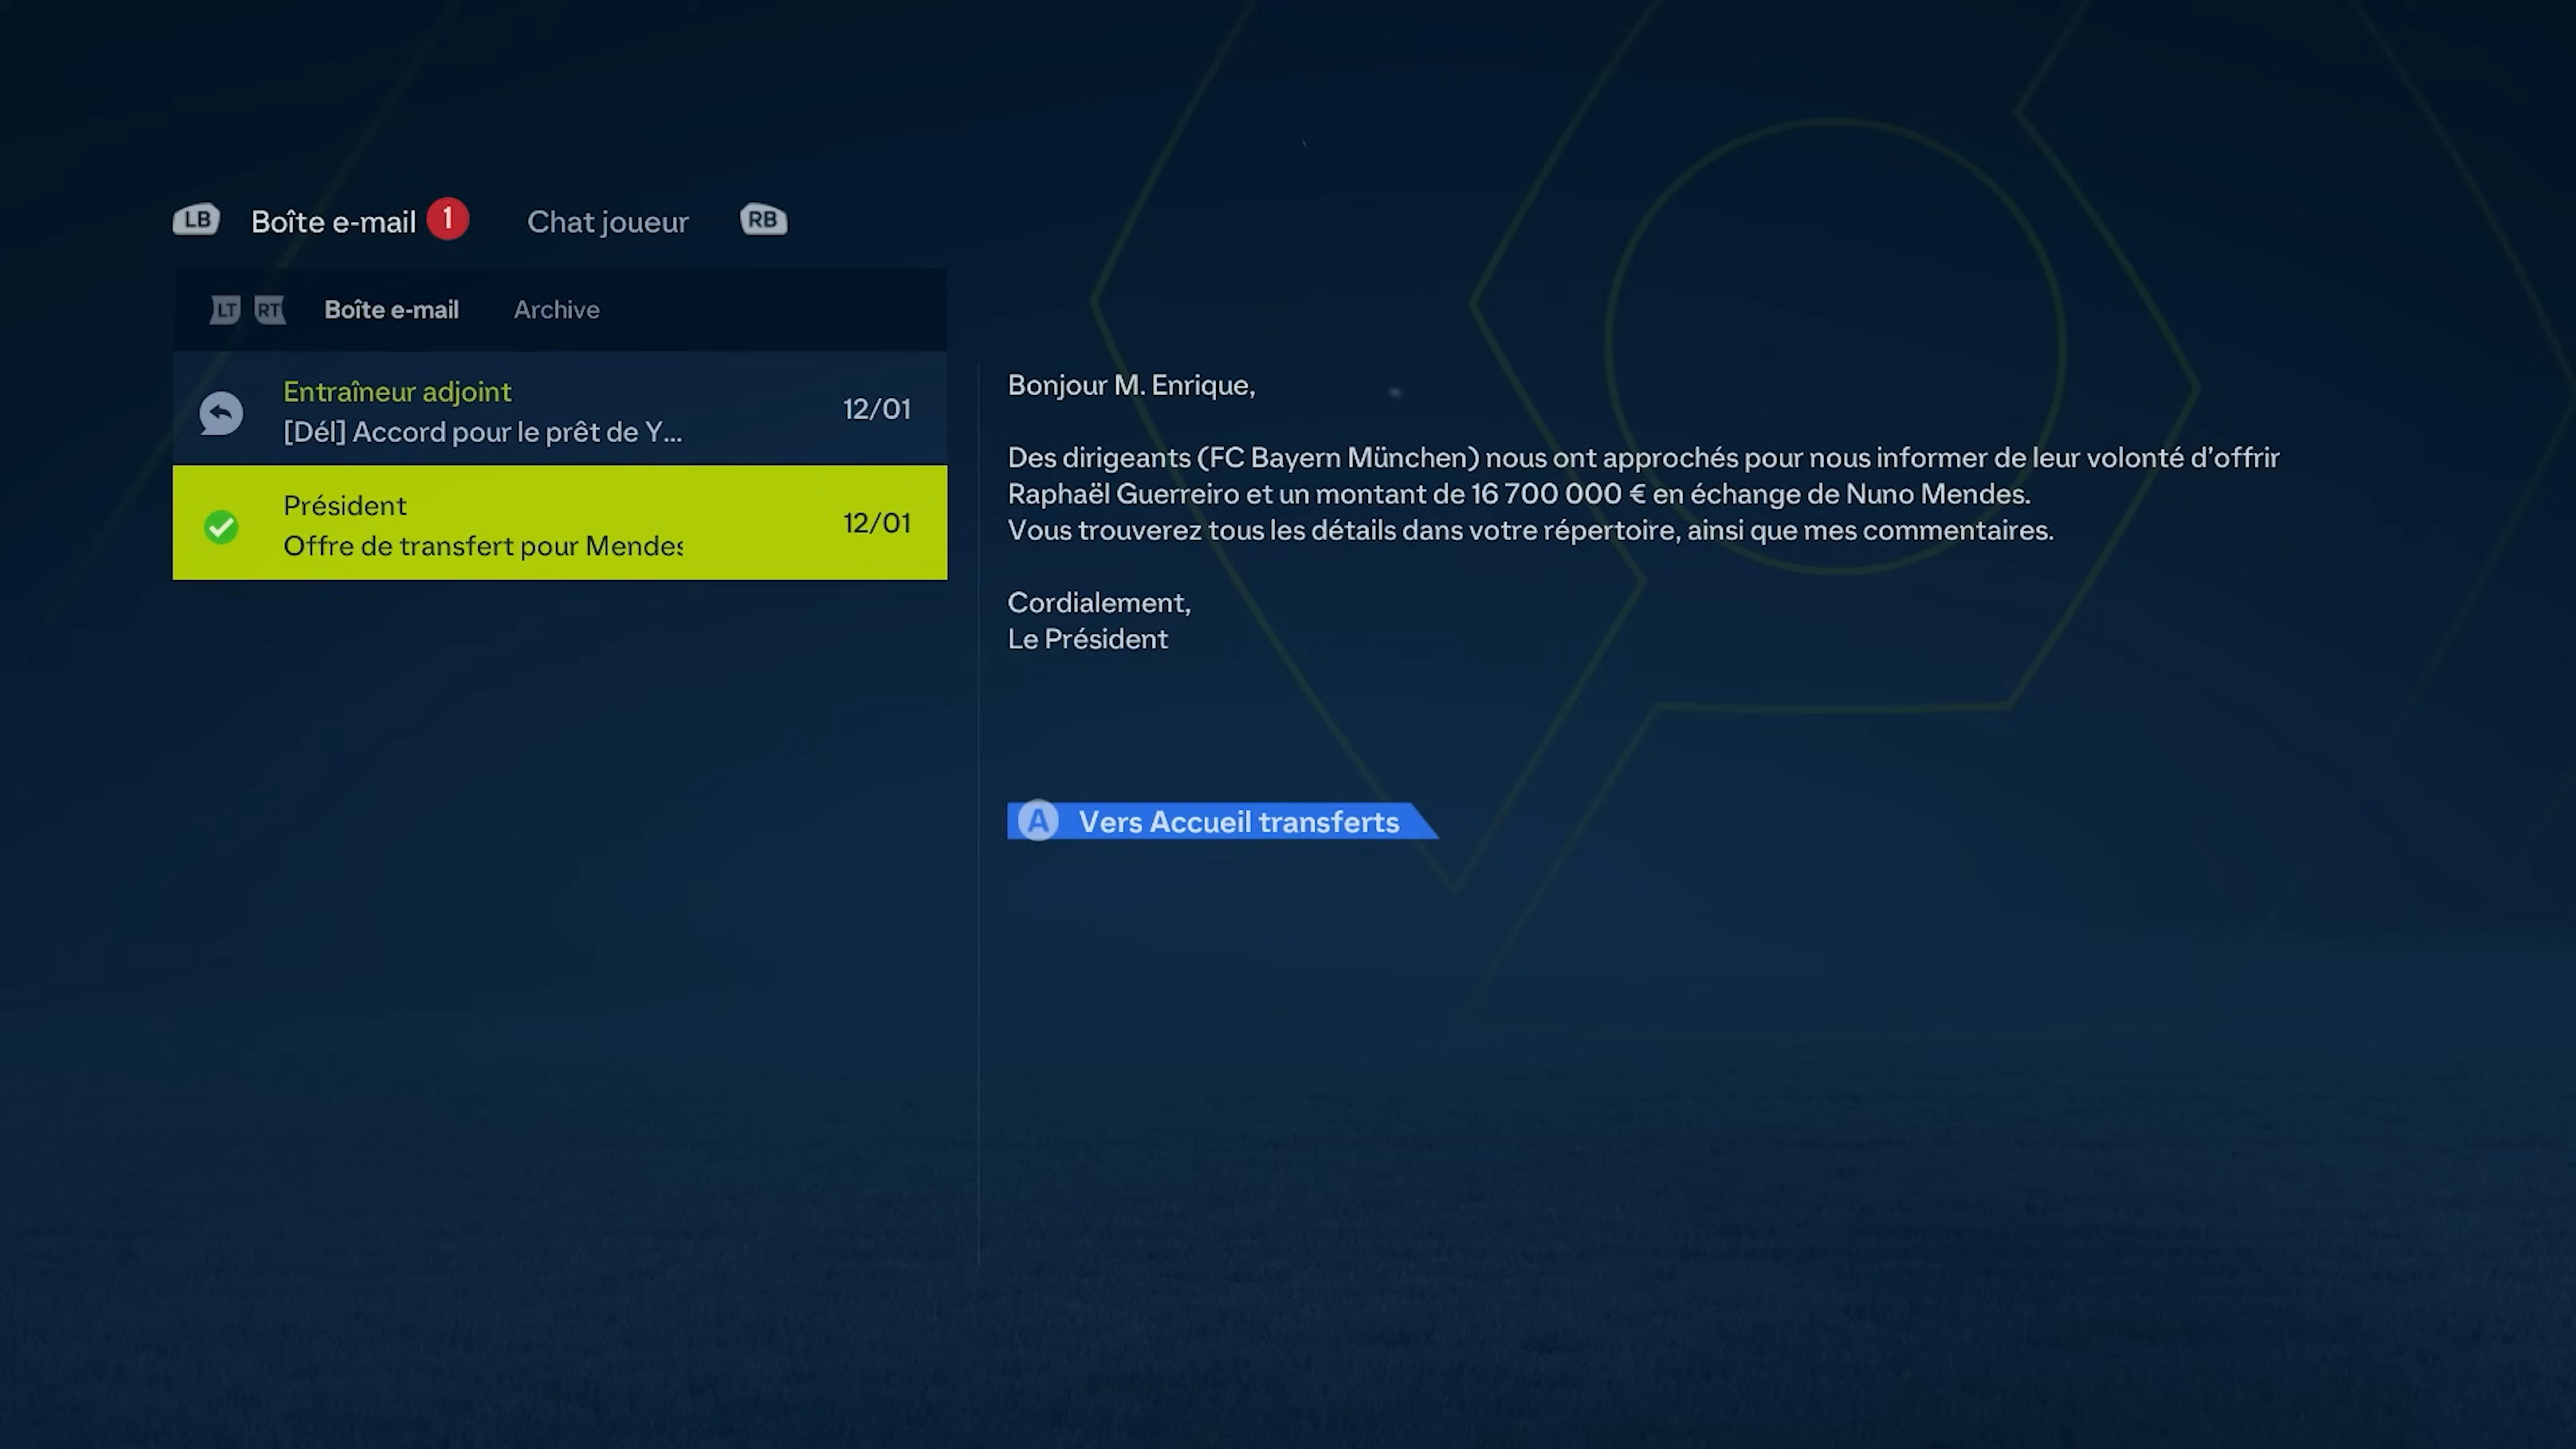 LB Boîte e-mail 1 Chat joueur RB
LT RT Boîte e-mail Archive
Entraîneur adjoint 12/01
[Dél] Accord pour le prêt de Y...
Président 12/01
Offre de transfert pour Mendes
Bonjour M. Enrique,
Des dirigeants (FC Bayern München) nous ont approchés pour nous informer de leur volonté d'offrir
Raphaël Guerreiro et un montant de 16 700 000 € en échange de Nuno Mendes.
Vous trouverez tous les détails dans votre répertoire, ainsi que mes commentaires.
Cordialement,
Le Président
A Vers Accueil transferts